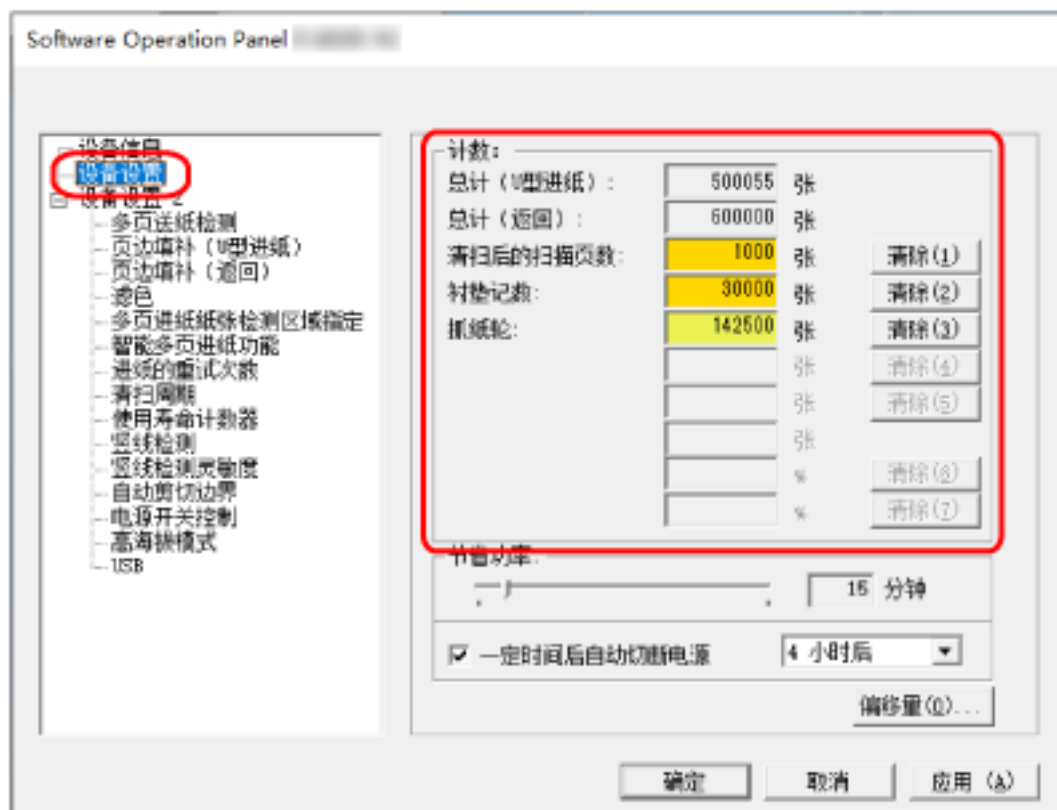 Software Operation Panel
设备信息
设备设置
设备设置 2
多页送纸检测
页边填补（U型进纸）
页边填补（返回）
滤色
多页进纸纸张检测区域指定
智能多页进纸功能
进纸的重试次数
清扫周期
使用寿命计数器
竖线检测
竖线检测灵敏度
自动剪切边界
电源开关控制
高海拔模式
USB
计数：
总计（U型进纸）： 500055 张
总计（返回）： 600000 张
清扫后的扫描页数： 1000 张 清除(1)
衬垫记数： 30000 张 清除(2)
抓纸轮： 142500 张 清除(3)
张 清除(4)
张 清除(5)
张
% 清除(6)
% 清除(7)
节省功率：
15 分钟
一定时间后自动切断电源 4 小时后
偏移量(O)...
确定 取消 应用 (A)